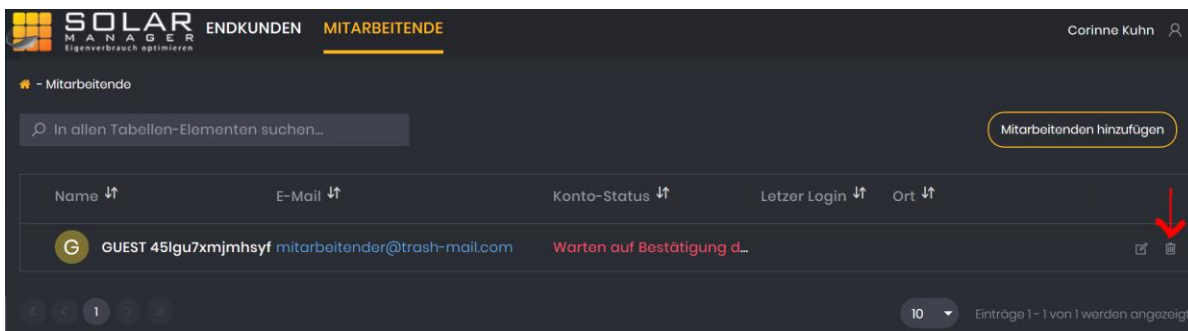 SOLAR
MANAGER
Eigenverbrauch optimieren
ENDKUNDEN MITARBEITENDE
Corinne Kuhn
- Mitarbeitende
In allen Tabellen-Elementen suchen...
Mitarbeitenden hinzufügen
Name E-Mail Konto-Status Letzer Login Ort
G GUEST 45lgu7xmjmhsyf mitarbeitender@trash-mail.com Warten auf Bestätigung d...
« < 1 > »
10 Einträge 1 - 1 von 1 werden angezeigt